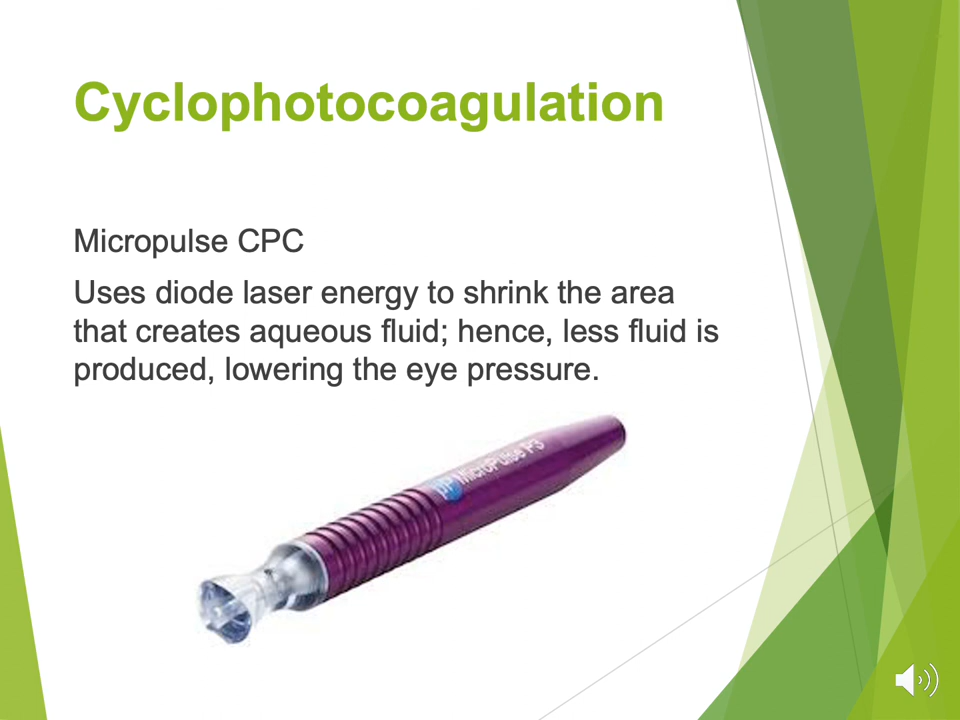 Cyclophotocoagulation
Micropulse CPC
Uses diode laser energy to shrink the area
that creates aqueous fluid; hence, less fluid is
produced, lowering the eye pressure.
µP MicroPulse P3